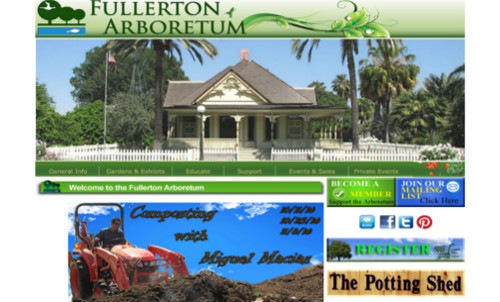 FULLERTON
ARBORETUM
General Info Gardens & Exhibits Educate Support Events & Sales Private Events
Welcome to the Fullerton Arboretum
BECOME A
MEMBER
Support the Arboretum
JOIN OUR
MAILING
LIST
Click Here
Composting
with
Miguel Macias
REGISTER
The Potting Shed